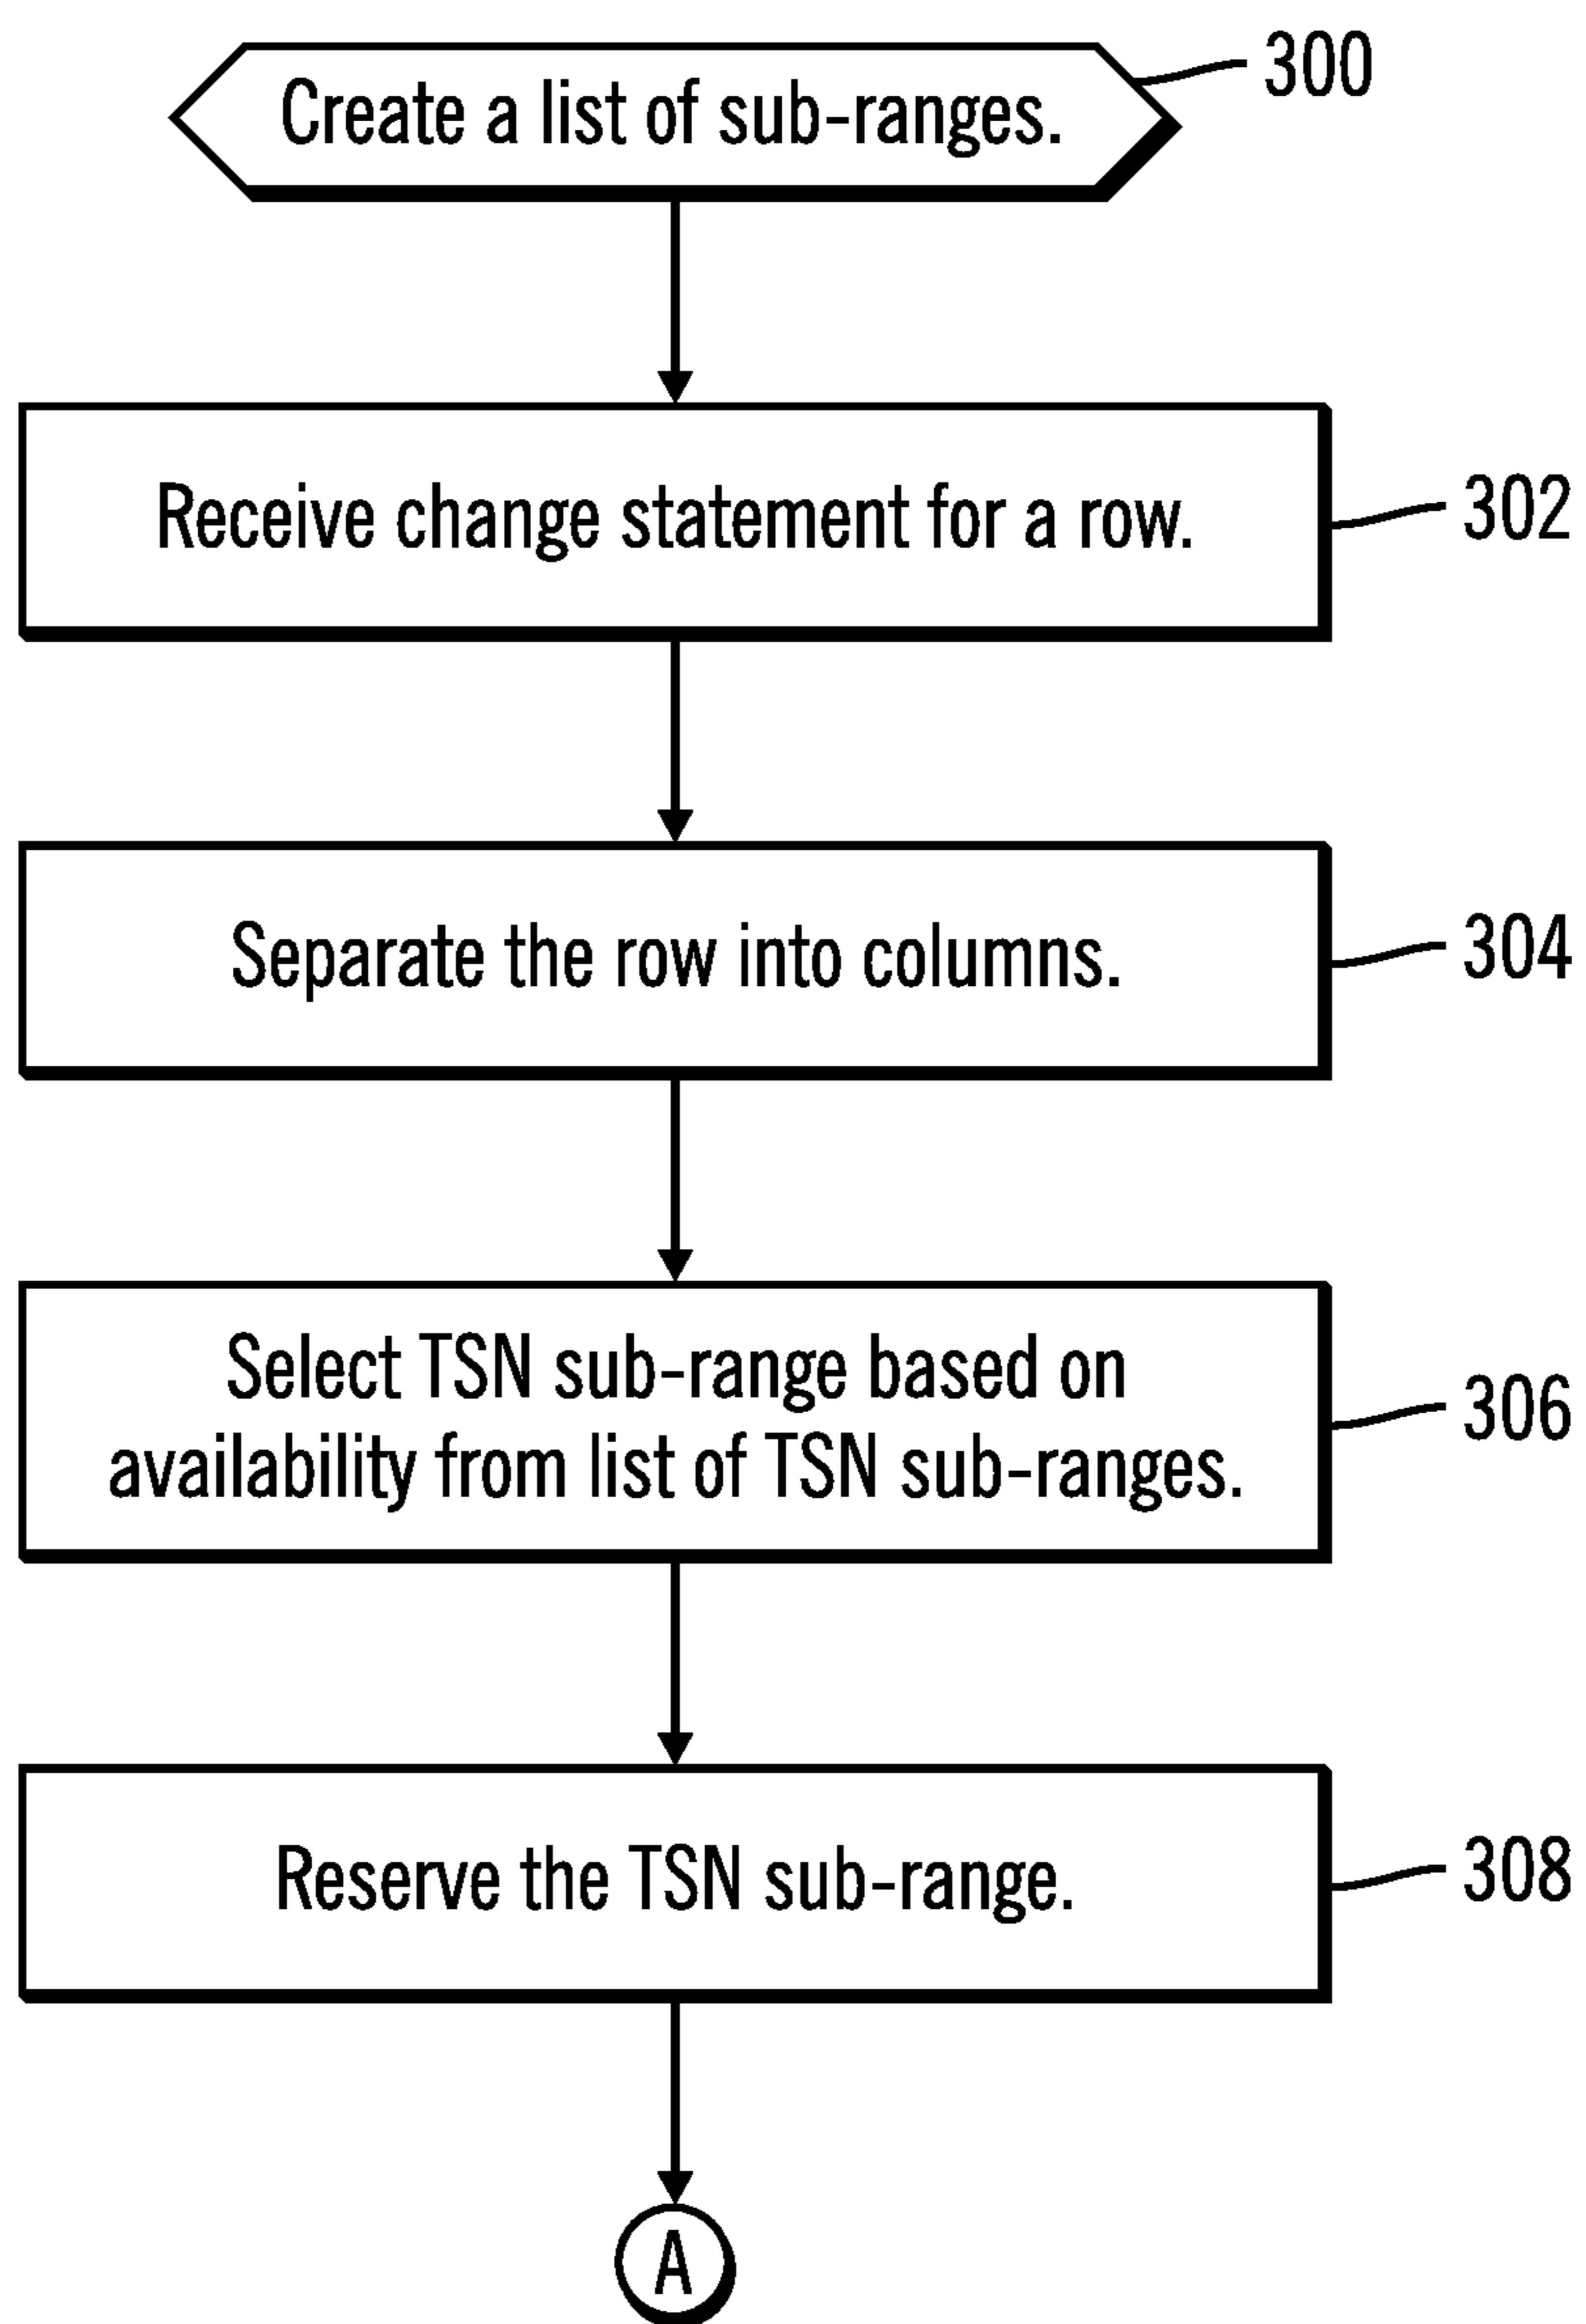 Create a list of sub-ranges.
300
Receive change statement for a row.
302
Separate the row into columns.
304
Select TSN sub-range based on
availability from list of TSN sub-ranges.
306
Reserve the TSN sub-range.
308
A